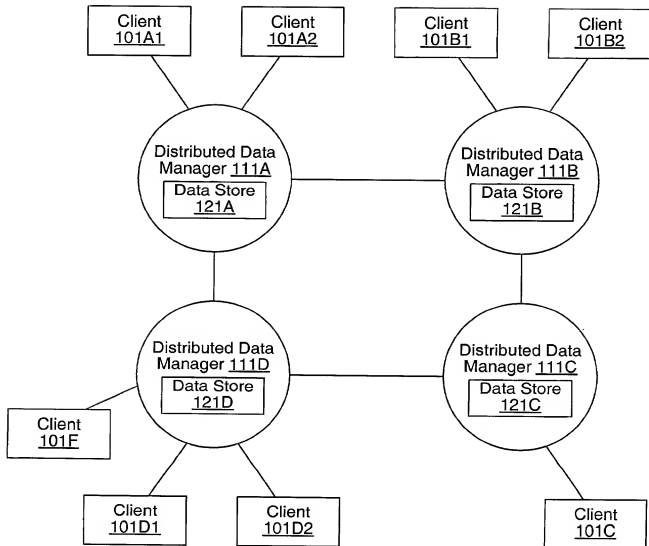 Client
101A1
Client
101A2
Client
101B1
Client
101B2
Distributed Data
Manager 111A
Data Store
121A
Distributed Data
Manager 111B
Data Store
121B
Distributed Data
Manager 111D
Data Store
121D
Distributed Data
Manager 111C
Data Store
121C
Client
101F
Client
101D1
Client
101D2
Client
101C